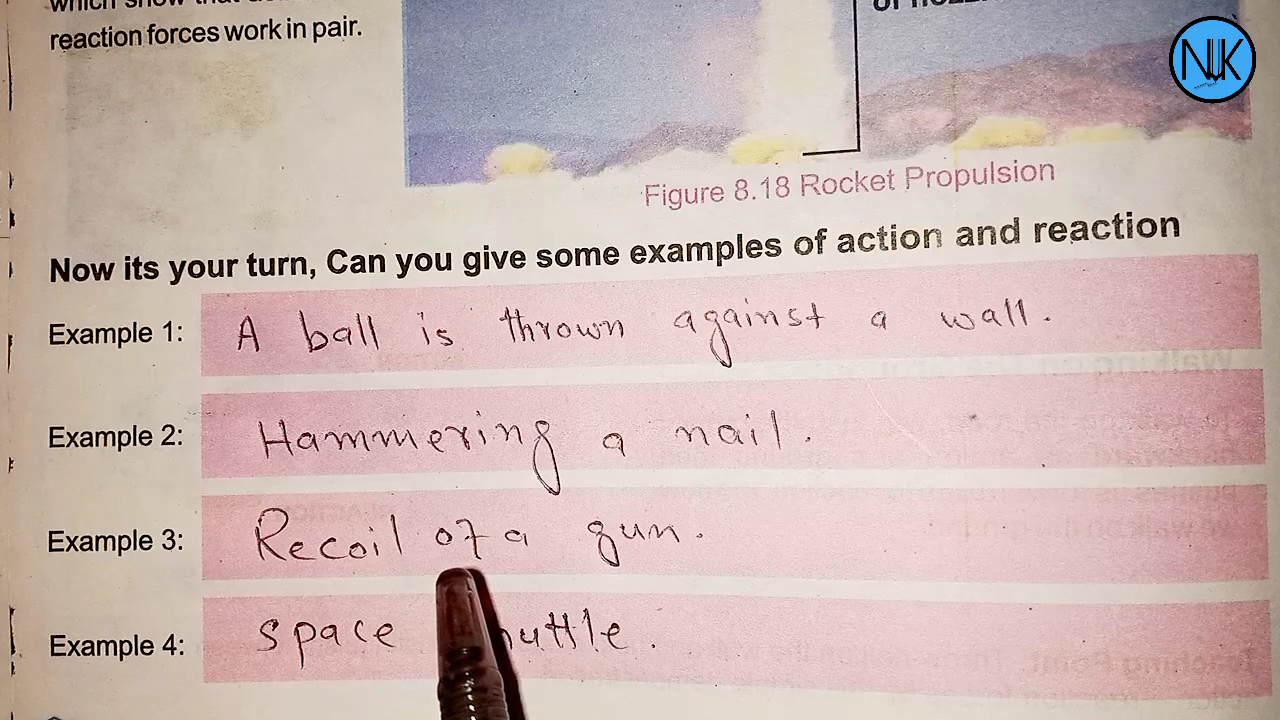 reaction forces work in pair.
Figure 8.18 Rocket Propulsion
Now its your turn, Can you give some examples of action and reaction
Example 1: A ball is thrown against a wall.
Example 2: Hammering a nail.
Example 3: Recoil of a gun.
Example 4: space